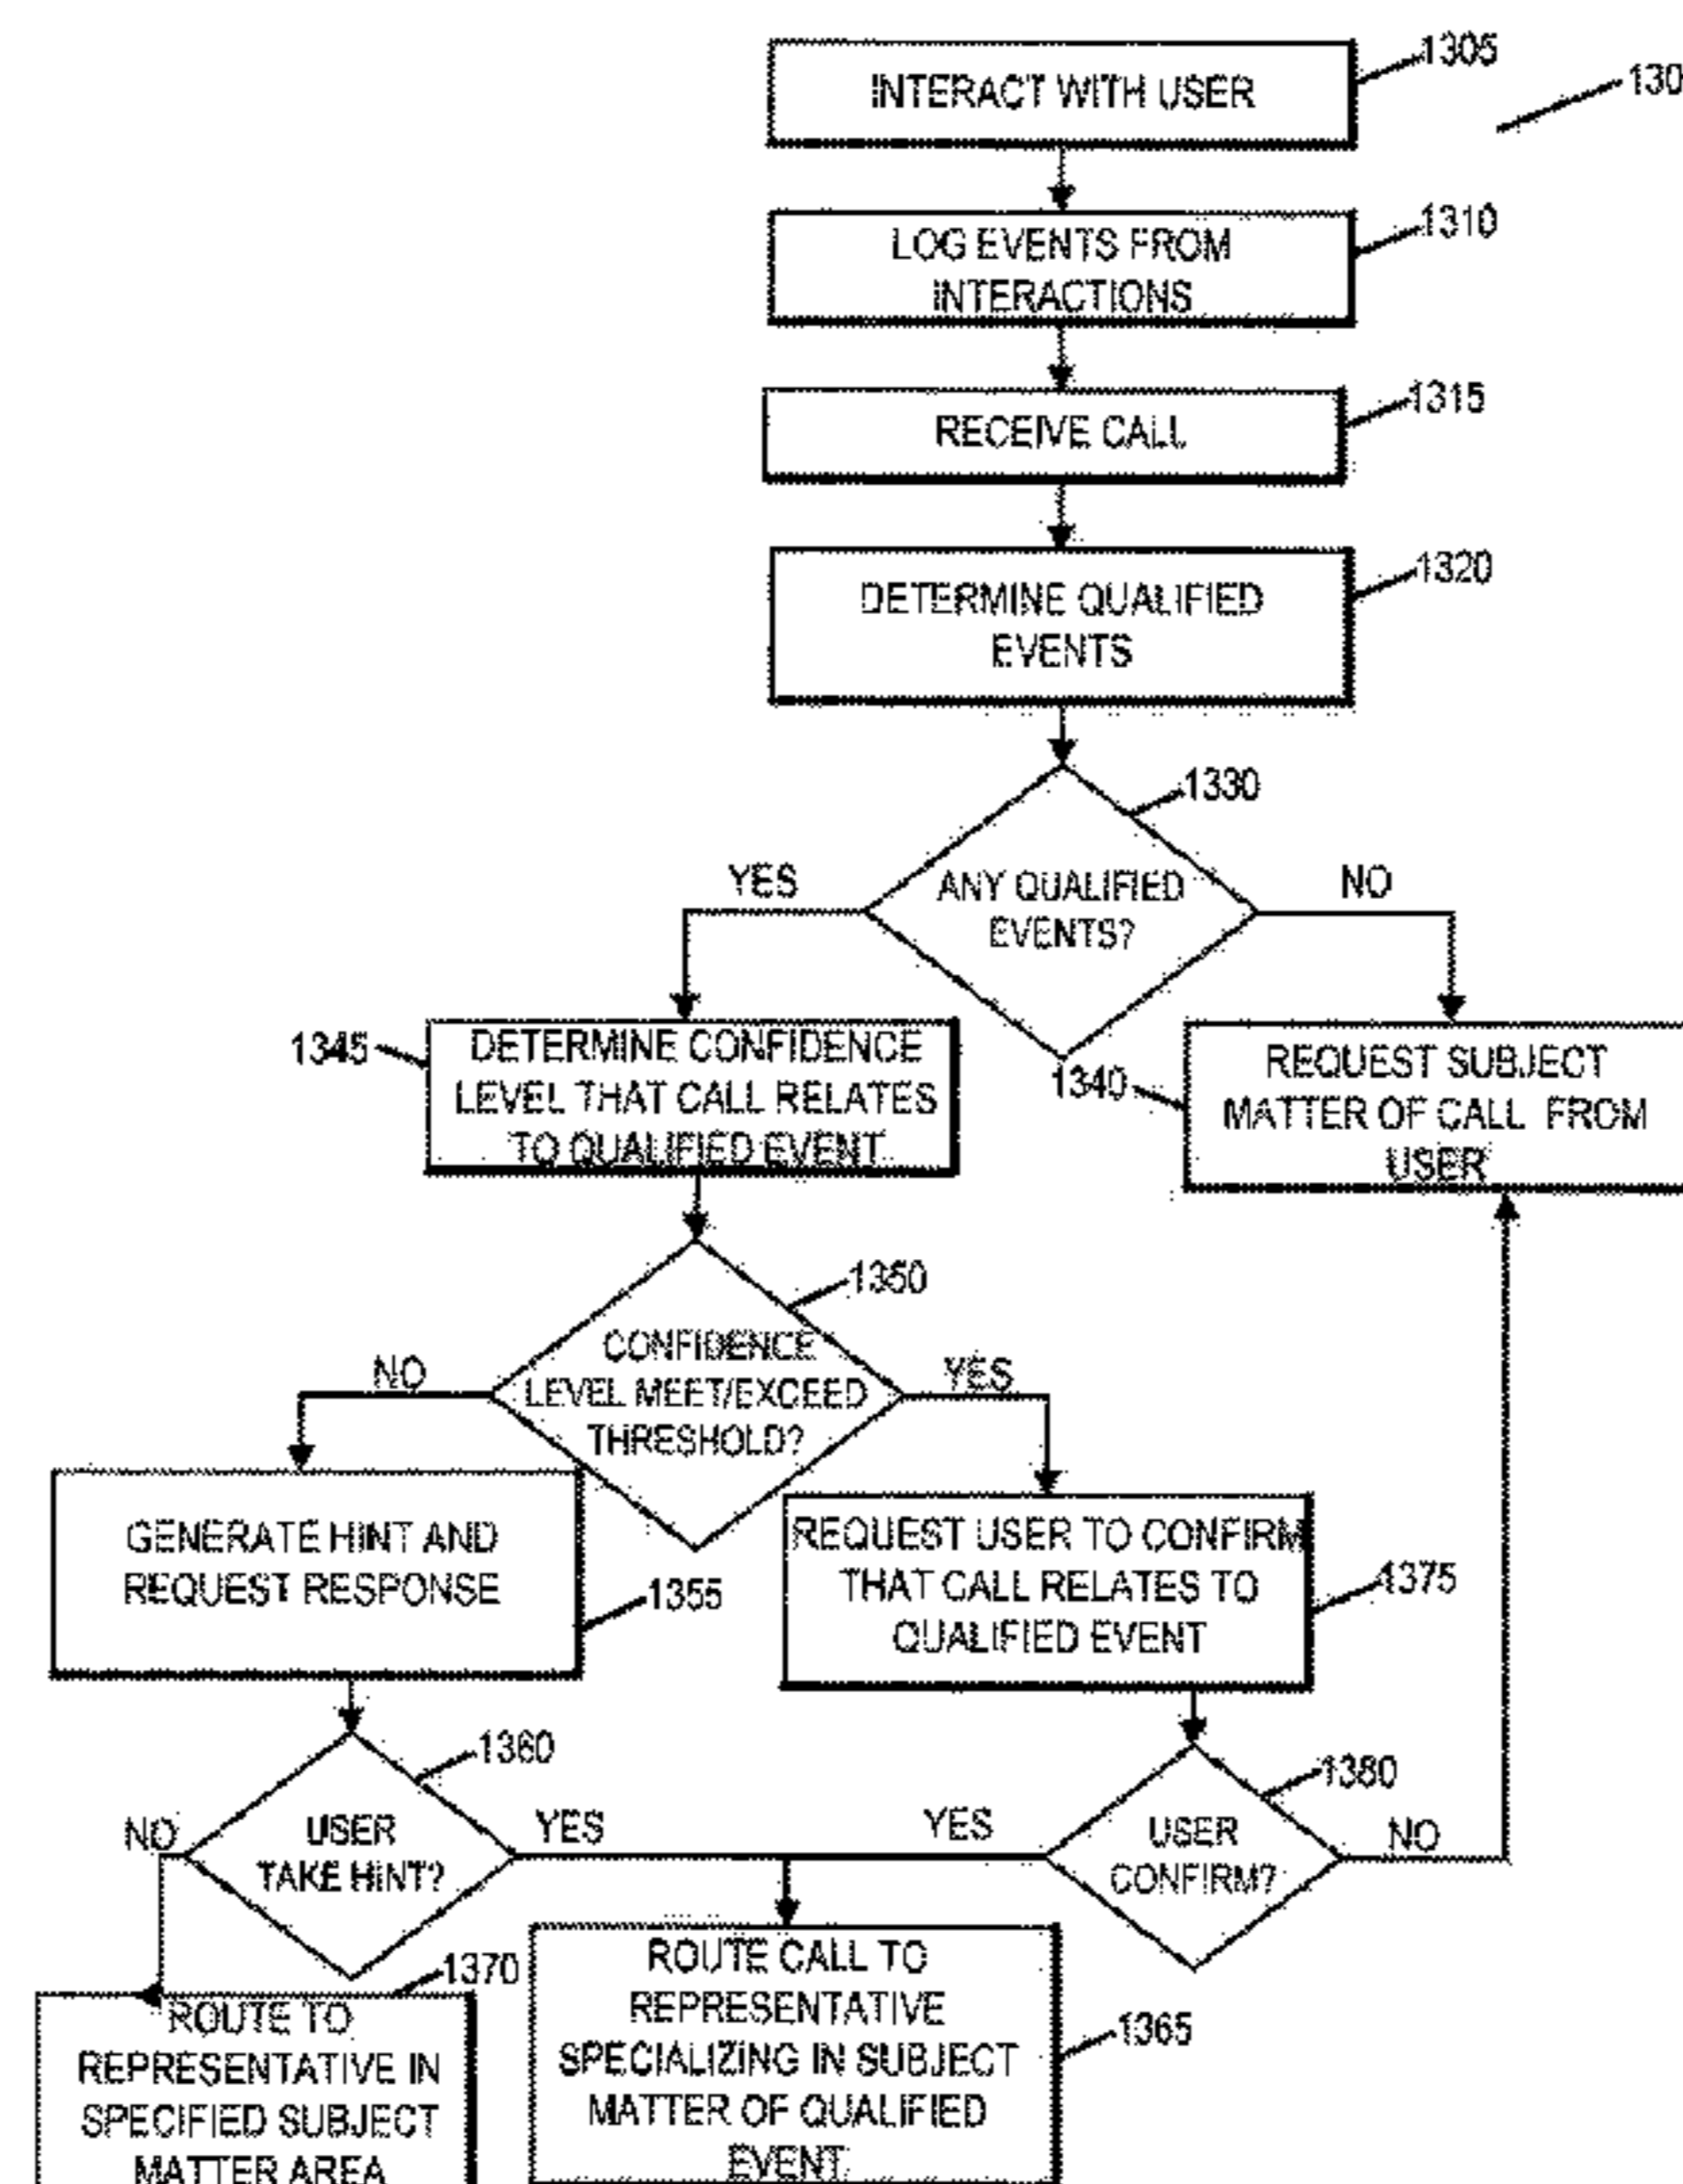 1305
130
INTERACT WITH USER
1310
LOG EVENTS FROM
INTERACTIONS
1315
RECEIVE CALL
1320
DETERMINE QUALIFIED
EVENTS
1330
YES
ANY QUALIFIED
EVENTS?
NO
1345
DETERMINE CONFIDENCE
LEVEL THAT CALL RELATES
TO QUALIFIED EVENT
1340
REQUEST SUBJECT
MATTER OF CALL FROM
USER
1350
NO
CONFIDENCE
LEVEL MEET/EXCEED
THRESHOLD?
YES
GENERATE HINT AND
REQUEST RESPONSE
1355
REQUEST USER TO CONFIRM
THAT CALL RELATES TO
QUALIFIED EVENT
1375
1360
NO
USER
TAKE HINT?
YES
1380
YES
USER
CONFIRM?
NO
1370
ROUTE TO
REPRESENTATIVE IN
SPECIFIED SUBJECT
MATTER AREA
ROUTE CALL TO
REPRESENTATIVE
SPECIALIZING IN SUBJECT
MATTER OF QUALIFIED
EVENT
1365